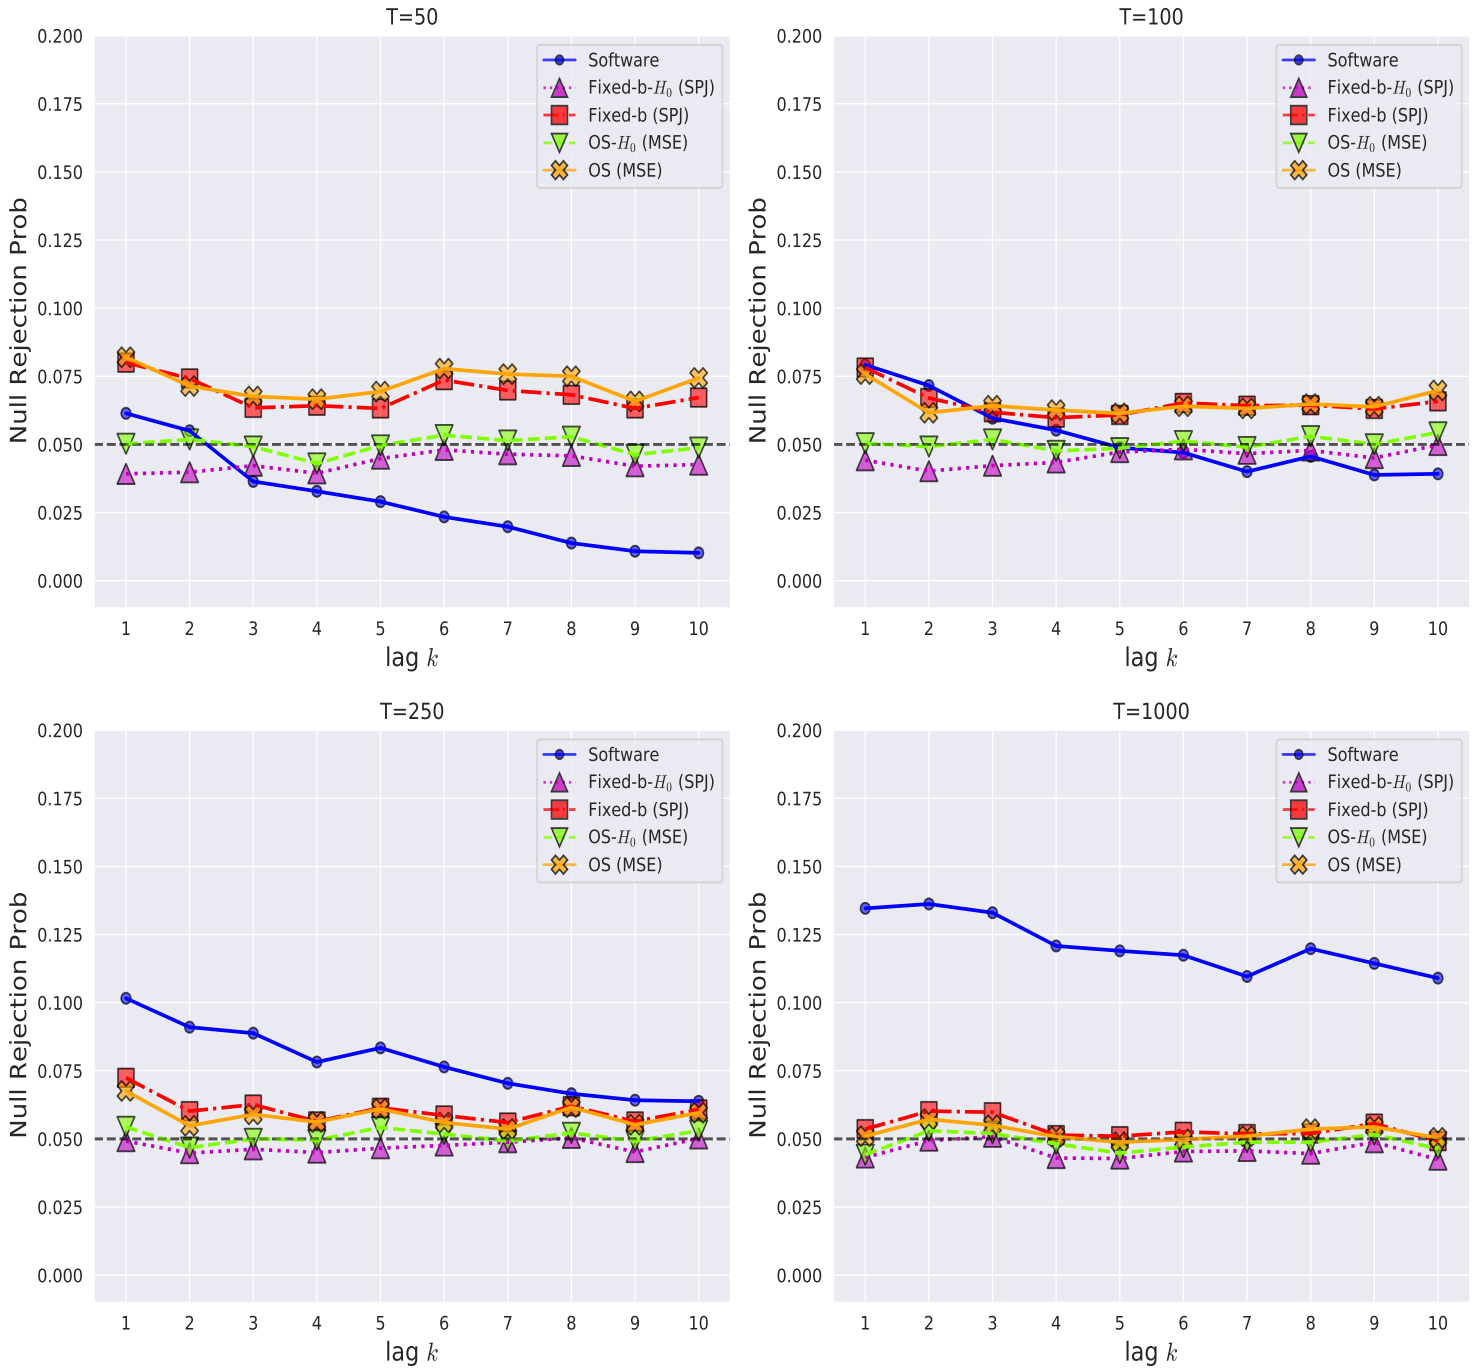 T=50
0.200
0.175
0.150
0.125
0.100
0.075
0.050
0.025
0.000
Null Rejection Prob
Software
Fixed-b-H₀ (SPJ)
Fixed-b (SPJ)
OS-H₀ (MSE)
OS (MSE)
1 2 3 4 5 6 7 8 9 10
lag k
T=100
0.200
0.175
0.150
0.125
0.100
0.075
0.050
0.025
0.000
Null Rejection Prob
Software
Fixed-b-H₀ (SPJ)
Fixed-b (SPJ)
OS-H₀ (MSE)
OS (MSE)
1 2 3 4 5 6 7 8 9 10
lag k
T=250
0.200
0.175
0.150
0.125
0.100
0.075
0.050
0.025
0.000
Null Rejection Prob
Software
Fixed-b-H₀ (SPJ)
Fixed-b (SPJ)
OS-H₀ (MSE)
OS (MSE)
1 2 3 4 5 6 7 8 9 10
lag k
T=1000
0.200
0.175
0.150
0.125
0.100
0.075
0.050
0.025
0.000
Null Rejection Prob
Software
Fixed-b-H₀ (SPJ)
Fixed-b (SPJ)
OS-H₀ (MSE)
OS (MSE)
1 2 3 4 5 6 7 8 9 10
lag k